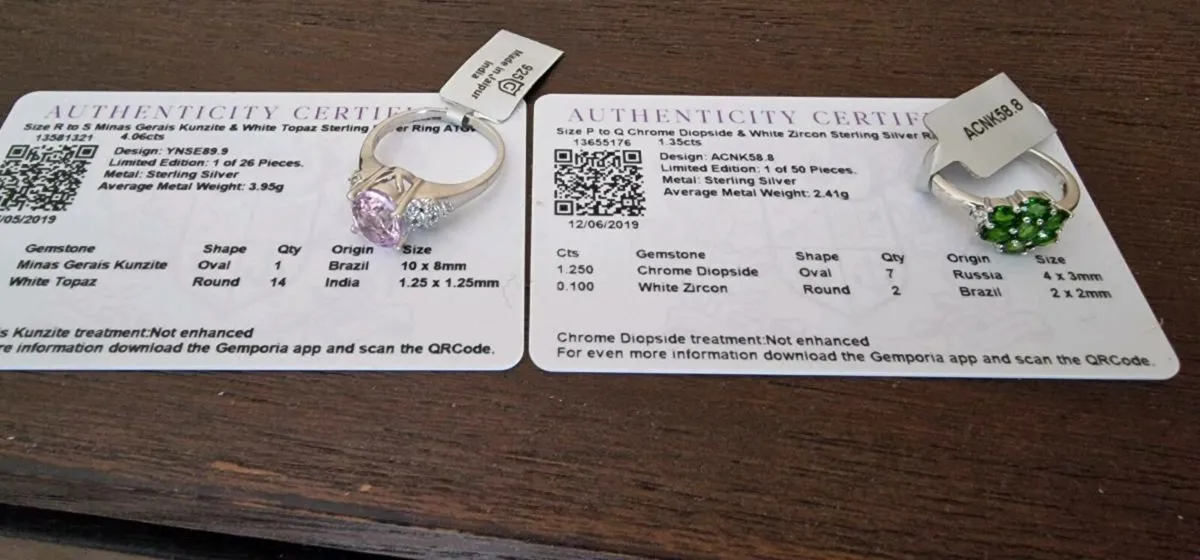 925
Made in Jaipur
India
AUTHENTICITY
Size R to S Minas Gerais Kunzite & White Topaz Sterling
13581321 4.06cts
Design: YNSE89.9
Limited Edition: 1 of 26 Pieces.
Metal: Sterling Silver
Average Metal Weight: 3.95g
/05/2019
Gemstone Shape Qty Origin Size
Minas Gerais Kunzite Oval 1 Brazil 10 x 8mm
White Topaz Round 14 India 1.25 x 1.25mm
Kunzite treatment:Not enhanced
information download the Gemporia app and scan the QRCode.
ACNK58.8
AUTHENTICITY
Size P to Q Chrome Diopside & White Zircon Sterling Silver
13655176 1.35cts
Design: ACNK58.8
Limited Edition: 1 of 50 Pieces.
Metal: Sterling Silver
Average Metal Weight: 2.41g
12/06/2019
Cts Gemstone Shape Qty Origin Size
1.250 Chrome Diopside Oval 7 Russia 4 x 3mm
0.100 White Zircon Round 2 Brazil 2 x 2mm
Chrome Diopside treatment:Not enhanced
For even more information download the Gemporia app and scan the QRCode.